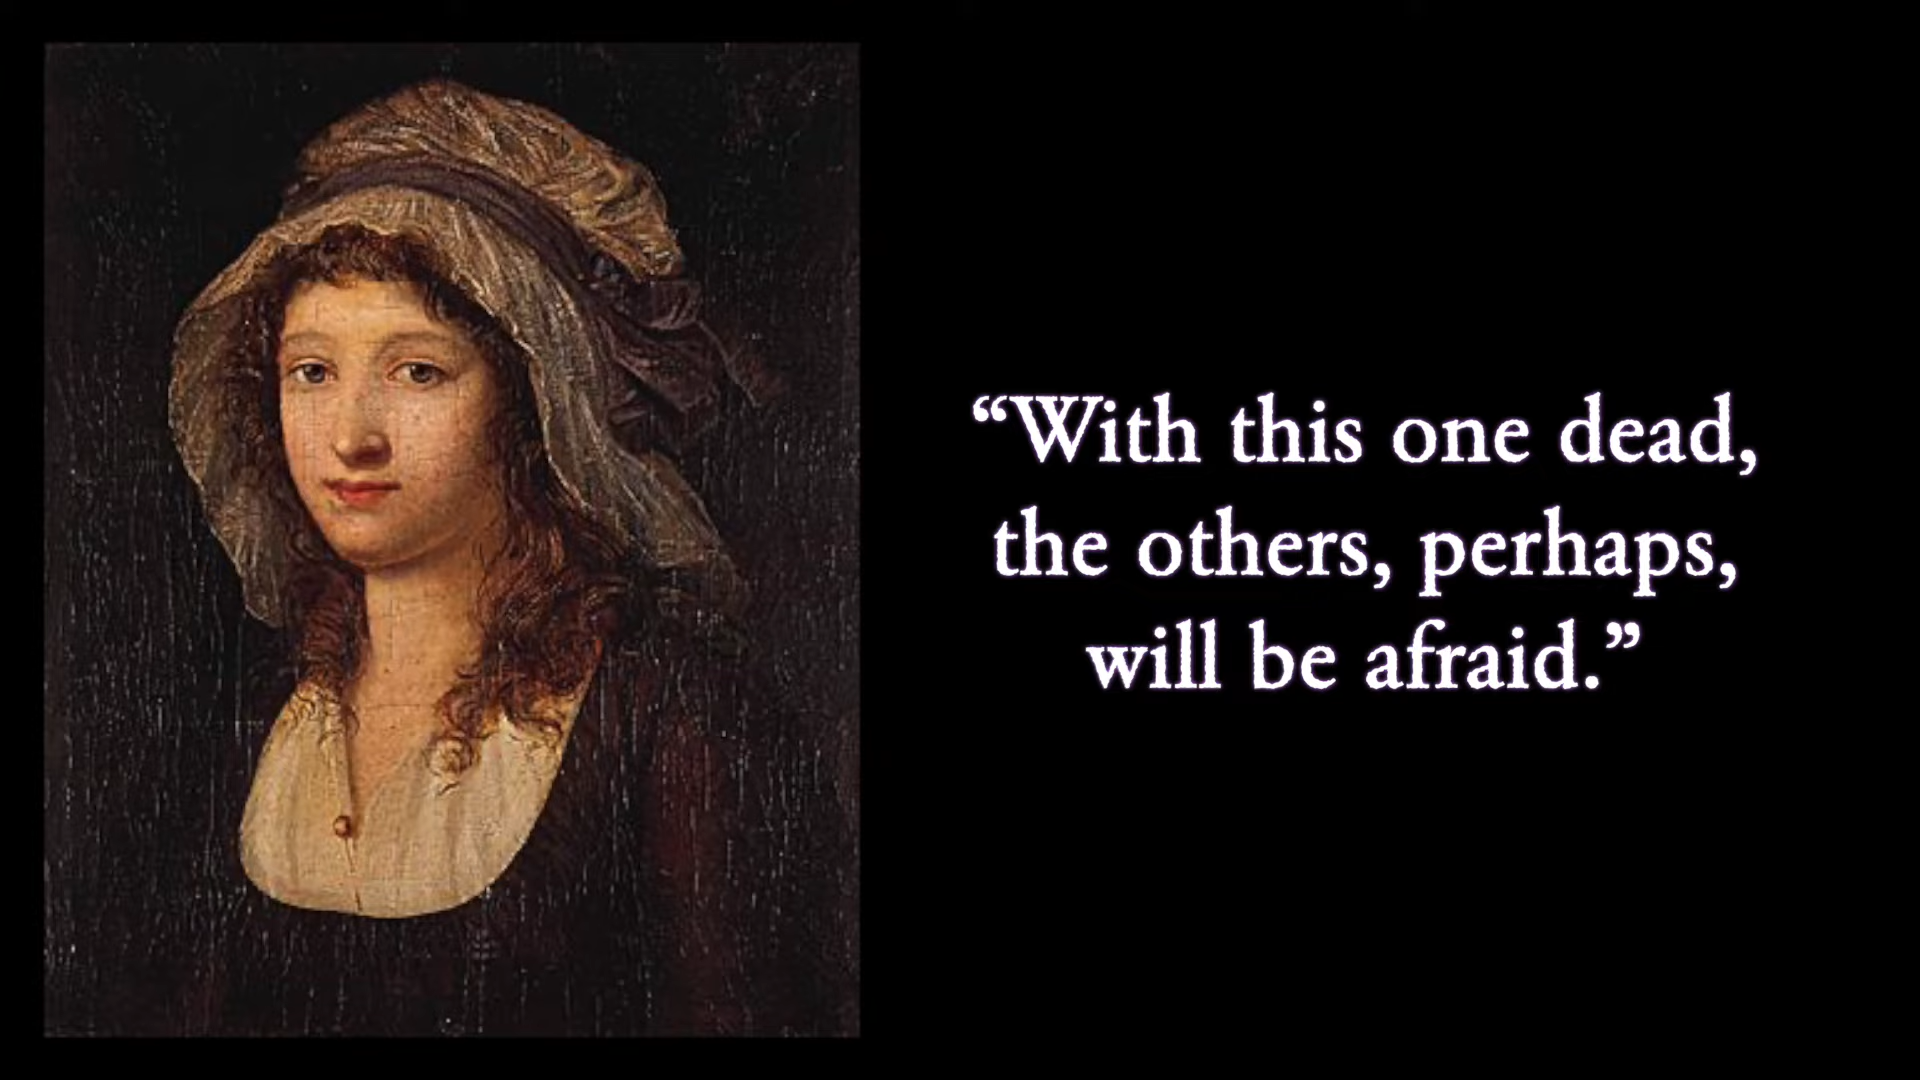 “With this one dead,
the others, perhaps,
will be afraid.”